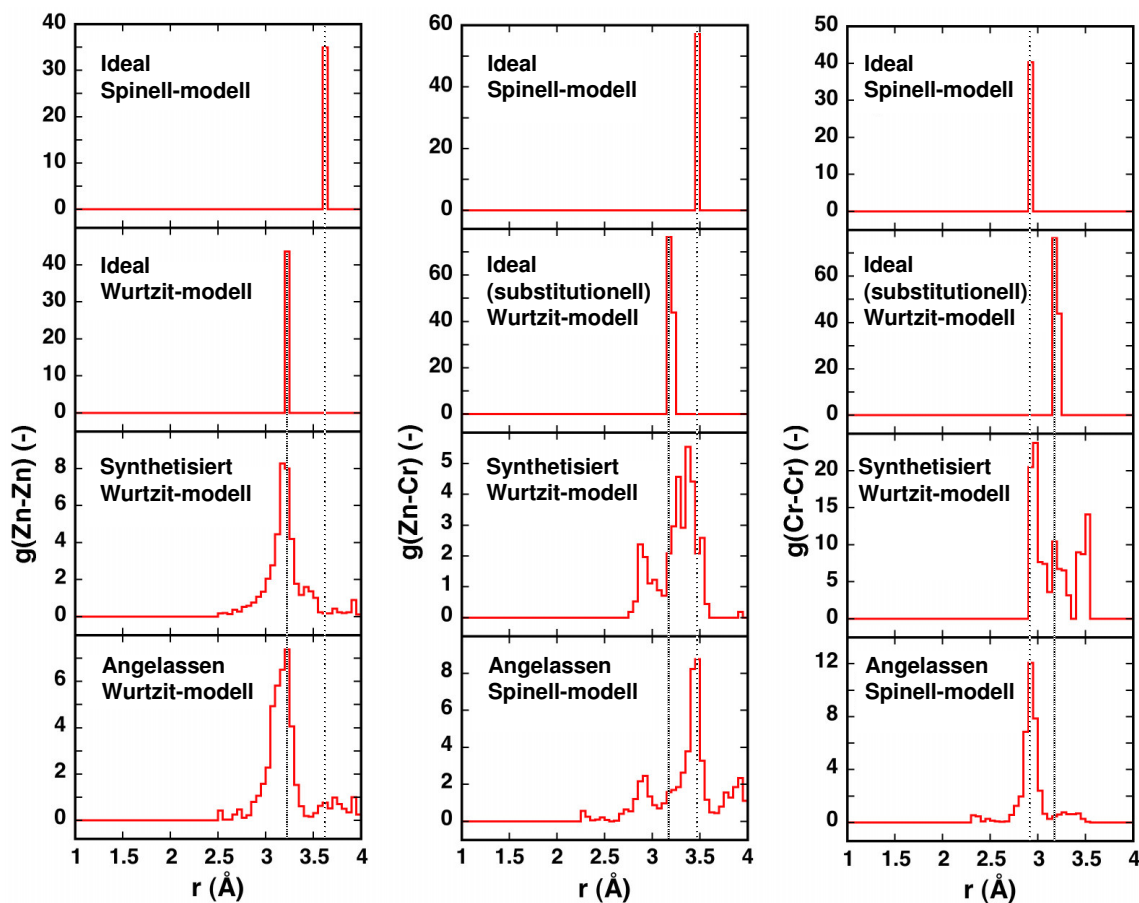 40
35
30
25
20
15
10
5
0
Ideal
Spinell-modell
40
30
20
10
0
Ideal
Wurtzit-modell
8
6
4
2
0
Synthetisiert
Wurtzit-modell
6
4
2
0
Angelassen
Wurtzit-modell
g(Zn-Zn) (-)
1 1.5 2 2.5 3 3.5 4
r (Å)
60
40
20
0
Ideal
Spinell-modell
60
40
20
0
Ideal
(substitutionell)
Wurtzit-modell
5
4
3
2
1
0
Synthetisiert
Wurtzit-modell
8
6
4
2
0
Angelassen
Spinell-modell
g(Zn-Cr) (-)
1 1.5 2 2.5 3 3.5 4
r (Å)
50
40
30
20
10
0
Ideal
Spinell-modell
60
40
20
0
Ideal
(substitutionell)
Wurtzit-modell
20
15
10
5
0
Synthetisiert
Wurtzit-modell
12
8
4
0
Angelassen
Spinell-modell
g(Cr-Cr) (-)
1 1.5 2 2.5 3 3.5 4
r (Å)